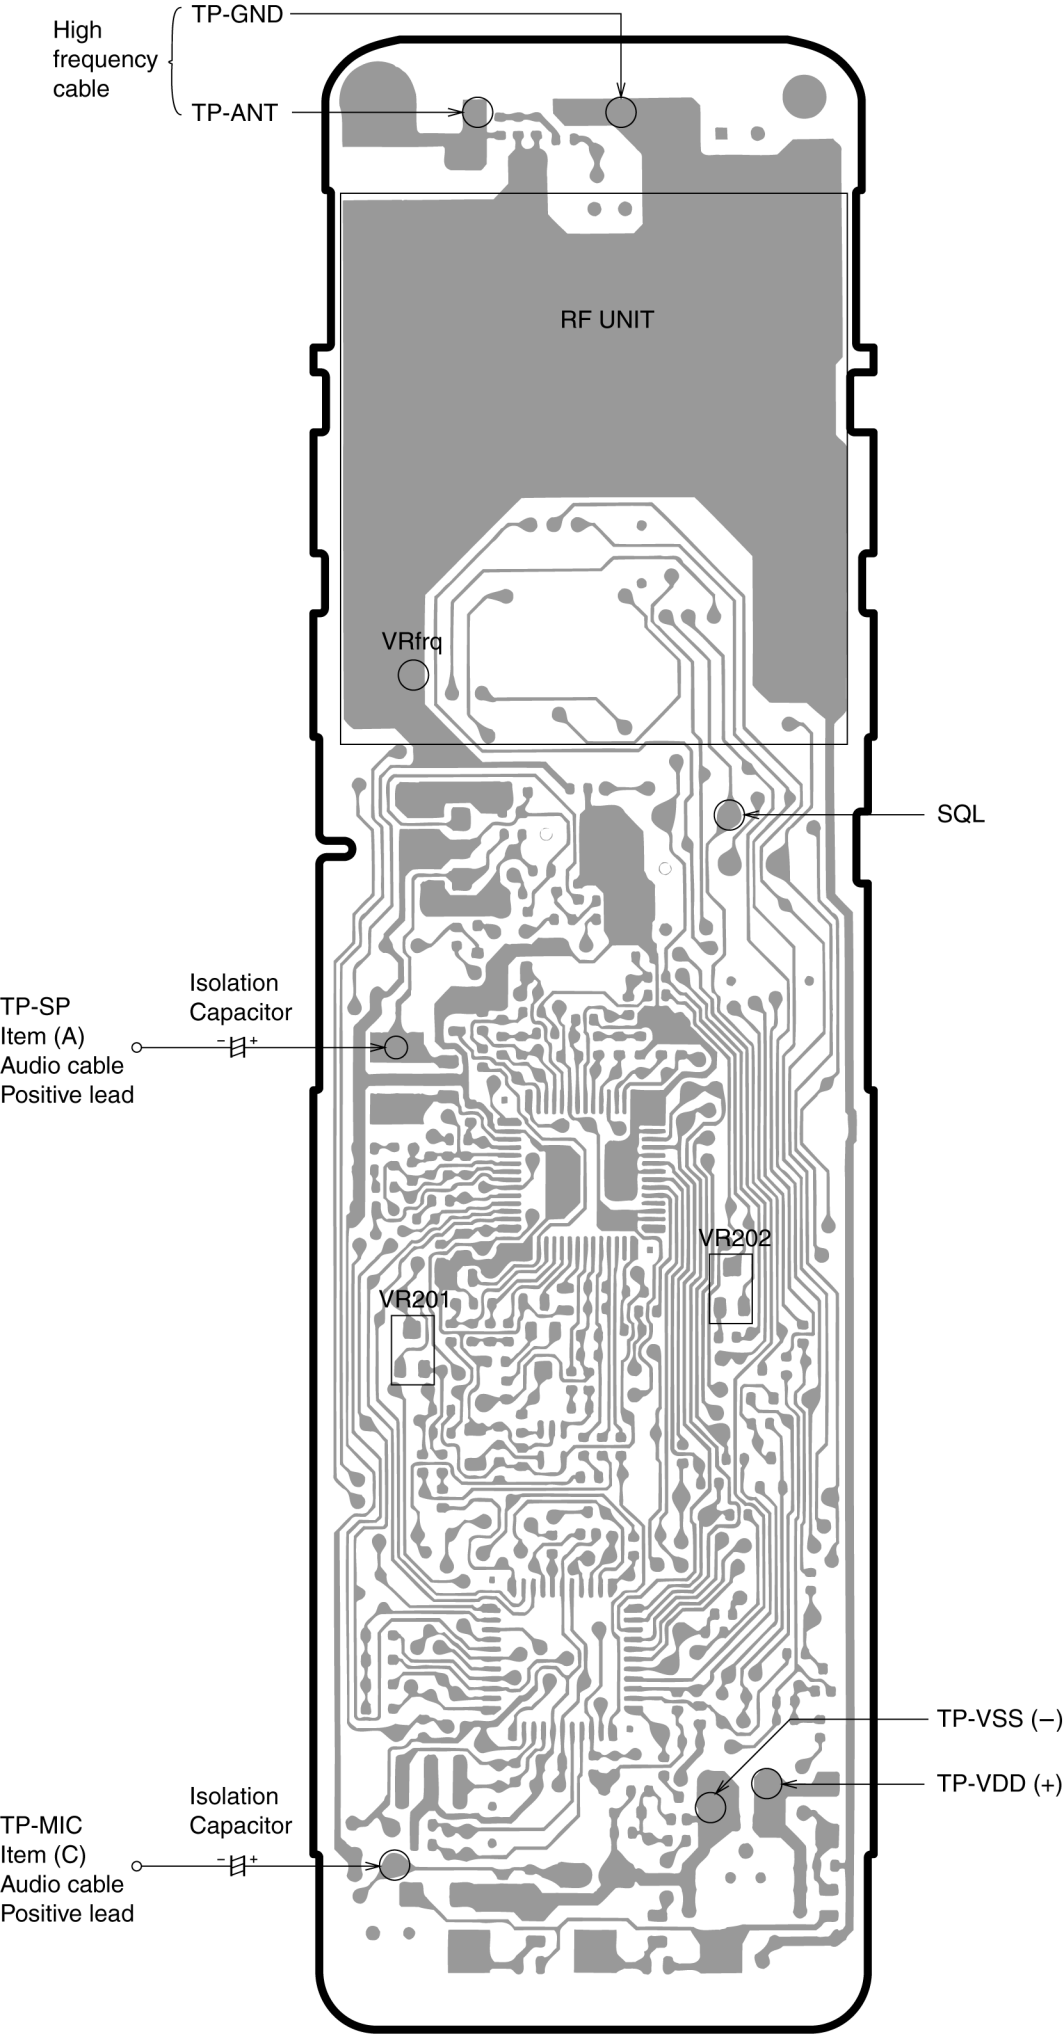 TP-GND
High
frequency
cable
TP-ANT
RF UNIT
VRfrq
SQL
Isolation
Capacitor
TP-SP
Item (A)
Audio cable
Positive lead
− +
VR202
VR201
TP-VSS (−)
TP-VDD (+)
Isolation
Capacitor
TP-MIC
Item (C)
Audio cable
Positive lead
− +